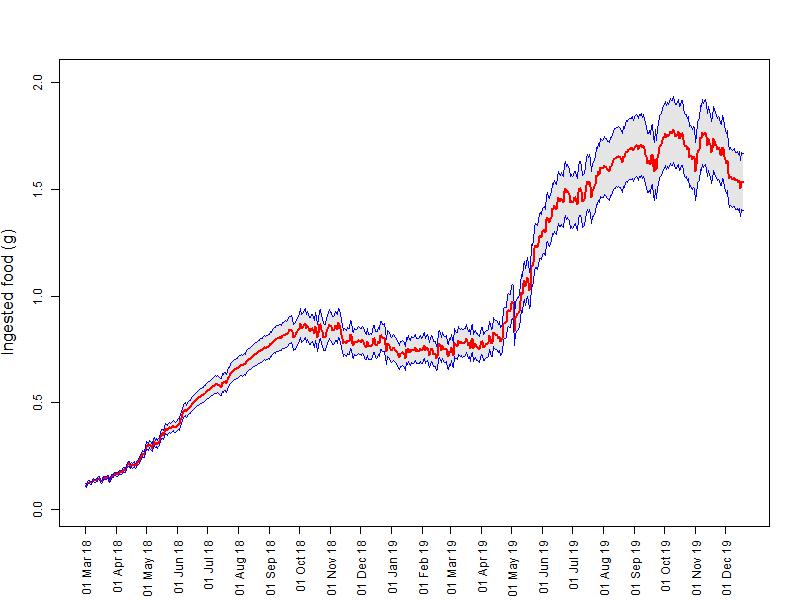 Ingested food (g)
2.0
1.5
1.0
0.5
0.0
01 Mar 18
01 Apr 18
01 May 18
01 Jun 18
01 Jul 18
01 Aug 18
01 Sep 18
01 Oct 18
01 Nov 18
01 Dec 18
01 Jan 19
01 Feb 19
01 Mar 19
01 Apr 19
01 May 19
01 Jun 19
01 Jul 19
01 Aug 19
01 Sep 19
01 Oct 19
01 Nov 19
01 Dec 19